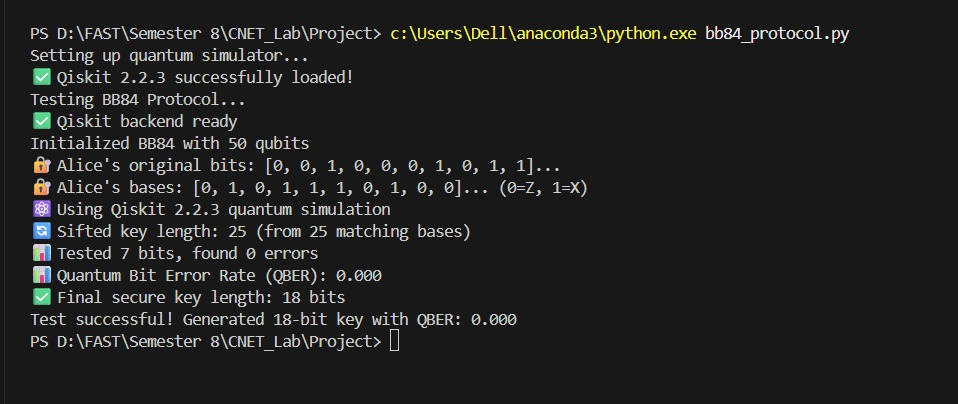 PS D:\FAST\Semester 8\CNET_Lab\Project> c:\Users\Dell\anaconda3\python.exe bb84_protocol.py
Setting up quantum simulator...
✅ Qiskit 2.2.3 successfully loaded!
Testing BB84 Protocol...
✅ Qiskit backend ready
Initialized BB84 with 50 qubits
🔐 Alice's original bits: [0, 0, 1, 0, 0, 0, 1, 0, 1, 1]...
🔐 Alice's bases: [0, 1, 0, 1, 1, 1, 0, 1, 0, 0]... (0=Z, 1=X)
⚛️ Using Qiskit 2.2.3 quantum simulation
🔄 Sifted key length: 25 (from 25 matching bases)
📊 Tested 7 bits, found 0 errors
📊 Quantum Bit Error Rate (QBER): 0.000
✅ Final secure key length: 18 bits
Test successful! Generated 18-bit key with QBER: 0.000
PS D:\FAST\Semester 8\CNET_Lab\Project>